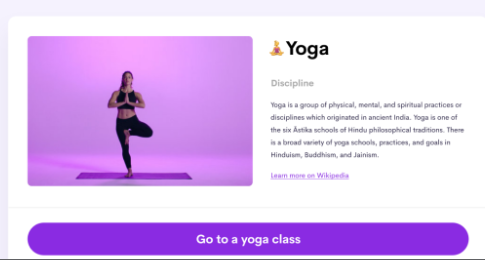 Yoga
Discipline
Yoga is a group of physical, mental, and spiritual practices or
disciplines which originated in ancient India. Yoga is one of
the six Āstika schools of Hindu philosophical traditions. There
is a broad variety of yoga schools, practices, and goals in
Hinduism, Buddhism, and Jainism.
Learn more on Wikipedia
Go to a yoga class